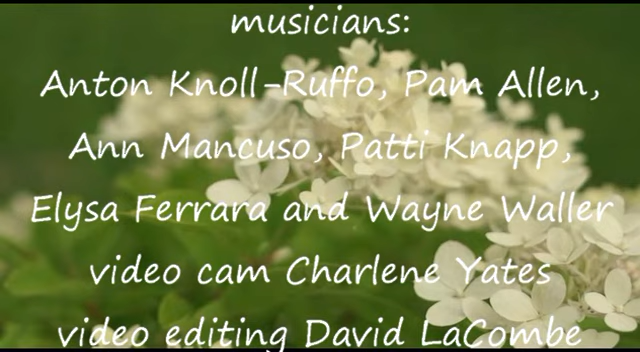 musicians:
Anton Knoll-Ruffo, Pam Allen,
Ann Mancuso, Patti Knapp,
Elysa Ferrara and Wayne Waller
video cam Charlene Yates
video editing David LaCombe